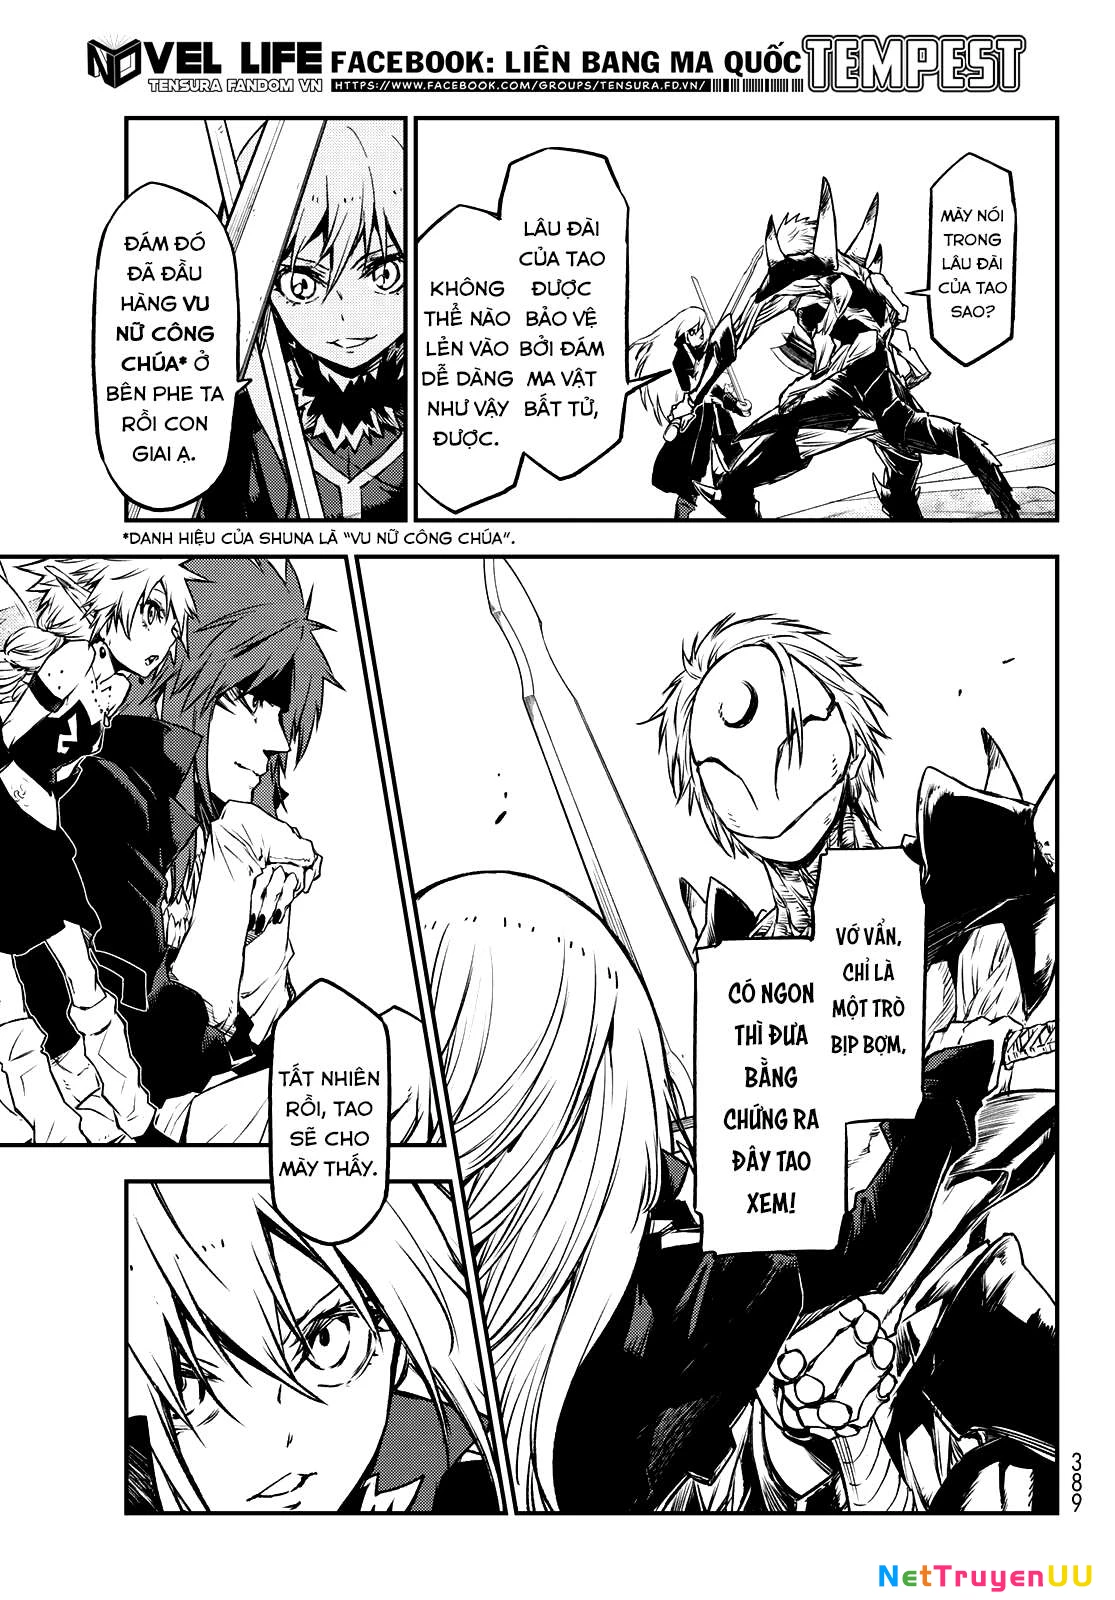 NOVEL LIFE
TENSURA FANDOM VN
FACEBOOK: LIÊN BANG MA QUỐC
HTTPS://WWW.FACEBOOK.COM/GROUPS/TENSURA.FD.VN/
TEMPEST
MÀY NÓI
TRONG
LÂU ĐÀI
CỦA TAO
SAO?
LÂU ĐÀI
CỦA TAO
ĐƯỢC
BẢO VỆ
BỞI ĐÁM
MA VẬT
BẤT TỬ,
KHÔNG
THỂ NÀO
LẺN VÀO
DỄ DÀNG
NHƯ VẬY
ĐƯỢC.
ĐÁM ĐÓ
ĐÃ ĐẦU
HÀNG VU
NỮ CÔNG
CHÚA* Ở
BÊN PHE TA
RỒI CON
GIAI Ạ.
*DANH HIỆU CỦA SHUNA LÀ “VU NỮ CÔNG CHÚA”.
VỚ VẨN,
CHỈ LÀ
MỘT TRÒ
BỊP BỢM,
CÓ NGON
THÌ ĐƯA
BẰNG
CHỨNG RA
ĐÂY TAO
XEM!
TẤT NHIÊN
RỒI, TAO
SẼ CHO
MÀY THẤY.
389
NetTruyenUU